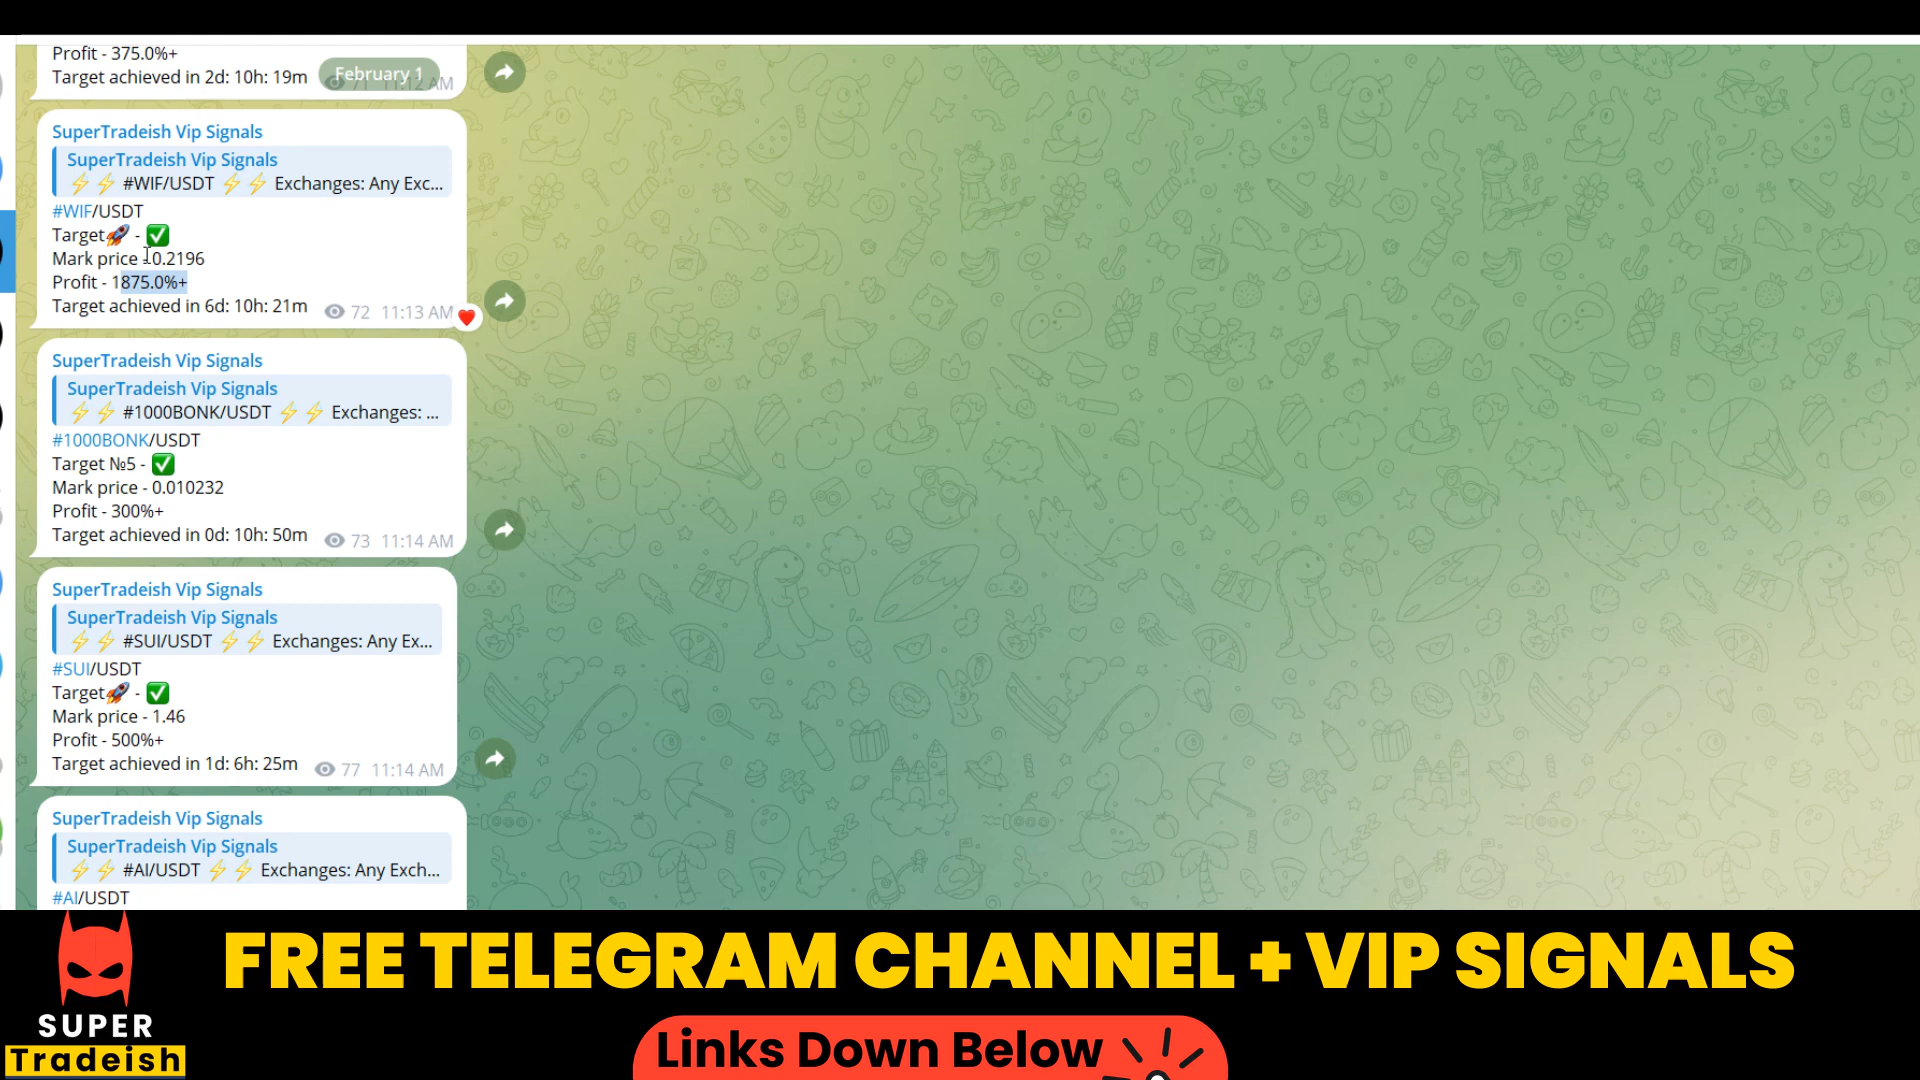 Profit - 375.0%+
Target achieved in 2d: 10h: 19m
February 1
SuperTradeish Vip Signals
SuperTradeish Vip Signals
⚡ ⚡ #WIF/USDT ⚡ ⚡ Exchanges: Any Exc...
#WIF/USDT
Target🚀 - ✅
Mark price - 0.2196
Profit - 1875.0%+
Target achieved in 6d: 10h: 21m
72 11:13 AM
SuperTradeish Vip Signals
SuperTradeish Vip Signals
⚡ ⚡ #1000BONK/USDT ⚡ ⚡ Exchanges: ...
#1000BONK/USDT
Target №5 - ✅
Mark price - 0.010232
Profit - 300%+
Target achieved in 0d: 10h: 50m
73 11:14 AM
SuperTradeish Vip Signals
SuperTradeish Vip Signals
⚡ ⚡ #SUI/USDT ⚡ ⚡ Exchanges: Any Ex...
#SUI/USDT
Target🚀 - ✅
Mark price - 1.46
Profit - 500%+
Target achieved in 1d: 6h: 25m
77 11:14 AM
SuperTradeish Vip Signals
SuperTradeish Vip Signals
⚡ ⚡ #AI/USDT ⚡ ⚡ Exchanges: Any Exch...
#AI/USDT
FREE TELEGRAM CHANNEL + VIP SIGNALS
SUPER
Tradeish
Links Down Below